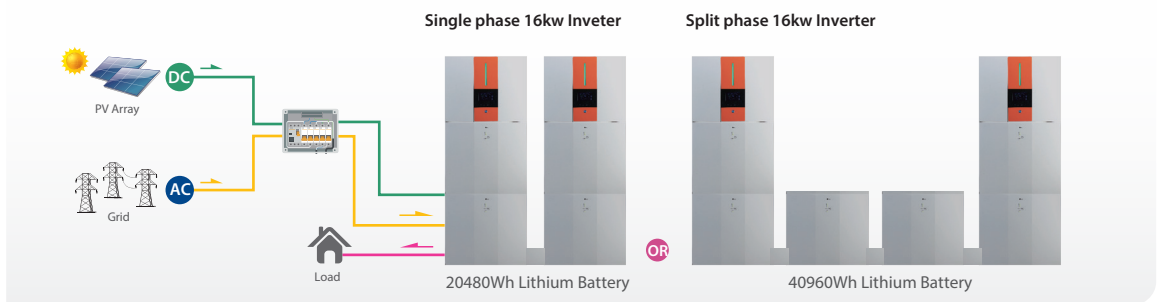 Single phase 16kw Inveter
Split phase 16kw Inverter
DC
PV Array
AC
Grid
Load
OR
20480Wh Lithium Battery
40960Wh Lithium Battery